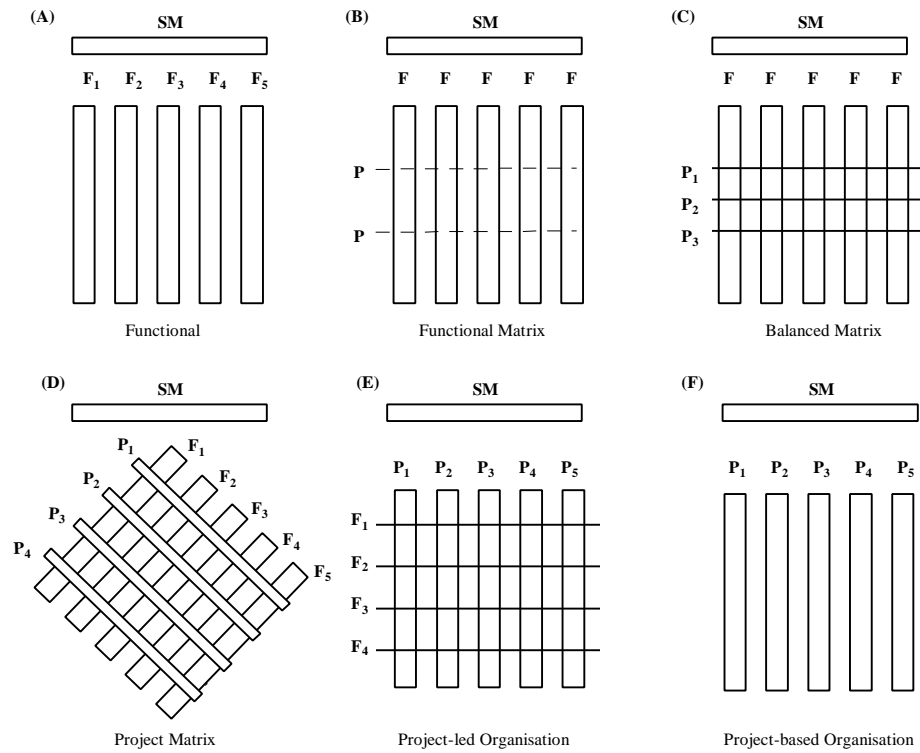 (A)
SM
F1 F2 F3 F4 F5
Functional
(B)
SM
F F F F F
P
P
Functional Matrix
(C)
SM
F F F F F
P1
P2
P3
Balanced Matrix
(D)
SM
P1
P2
P3
P4
F1
F2
F3
F4
F5
Project Matrix
(E)
SM
P1 P2 P3 P4 P5
F1
F2
F3
F4
Project-led Organisation
(F)
SM
P1 P2 P3 P4 P5
Project-based Organisation